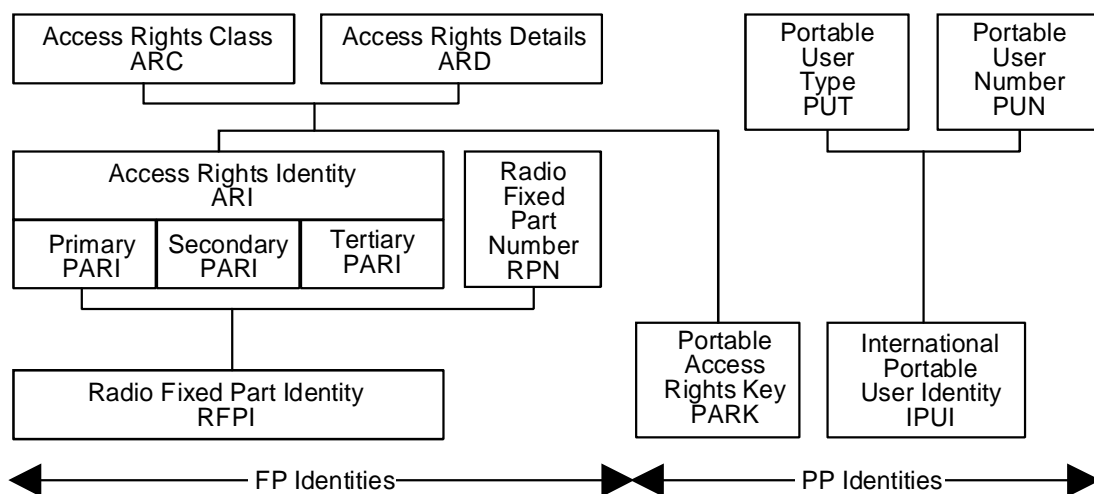 Access Rights Class
ARC
Access Rights Details
ARD
Portable
User
Type
PUT
Portable
User
Number
PUN
Access Rights Identity
ARI
Primary
PARI
Secondary
PARI
Tertiary
PARI
Radio
Fixed
Part
Number
RPN
Radio Fixed Part Identity
RFPI
Portable
Access
Rights Key
PARK
International
Portable
User Identity
IPUI
FP Identities
PP Identities